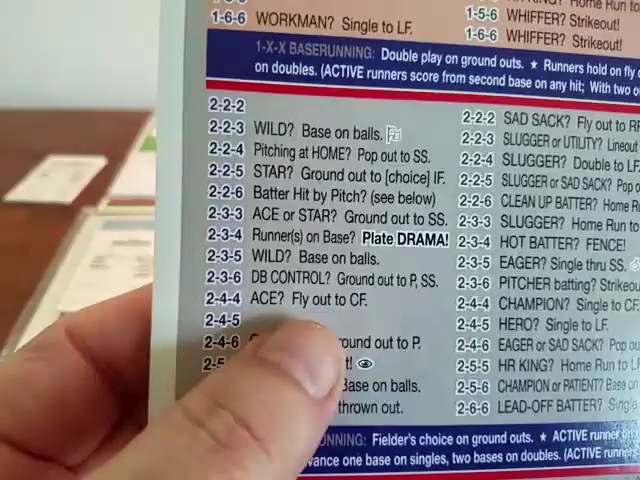 1-6-6 WORKMAN? Single to LF.
1-5-6 WHIFFER? Strikeout!
1-6-6 WHIFFER? Strikeout!
1-X-X BASERUNNING: Double play on ground outs. ★ Runners hold on fly
on doubles. (ACTIVE runners score from second base on any hit; With two
2-2-2
2-2-3 WILD? Base on balls.
2-2-4 Pitching at HOME? Pop out to SS.
2-2-5 STAR? Ground out to [choice] IF.
2-2-6 Batter Hit by Pitch? (see below)
2-3-3 ACE or STAR? Ground out to SS.
2-3-4 Runner(s) on Base? Plate DRAMA!
2-3-5 WILD? Base on balls.
2-3-6 DB CONTROL? Ground out to P, SS.
2-4-4 ACE? Fly out to CF.
2-4-5
2-4-6 round out to P.
Base on balls.
thrown out.
2-2-2 SAD SACK? Fly out to
2-2-3 SLUGGER or UTILITY? Lineout
2-2-4 SLUGGER? Double to LF.
2-2-5 SLUGGER or SAD SACK? Pop
2-2-6 CLEAN UP BATTER? Home
2-3-3 SLUGGER? Home Run to
2-3-4 HOT BATTER? FENCE!
2-3-5 EAGER? Single thru SS.
2-3-6 PITCHER batting? Strikeout
2-4-4 CHAMPION? Single to
2-4-5 HERO? Single to LF.
2-4-6 EAGER or SAD SACK? Pop
2-5-5 HR KING? Home Run to
2-5-6 CHAMPION or PATIENT? Base on
2-6-6 LEAD-OFF BATTER? Single
NNING: Fielder's choice on ground outs. ★ ACTIVE runner
vance one base on singles, two bases on doubles. (ACTIVE runners